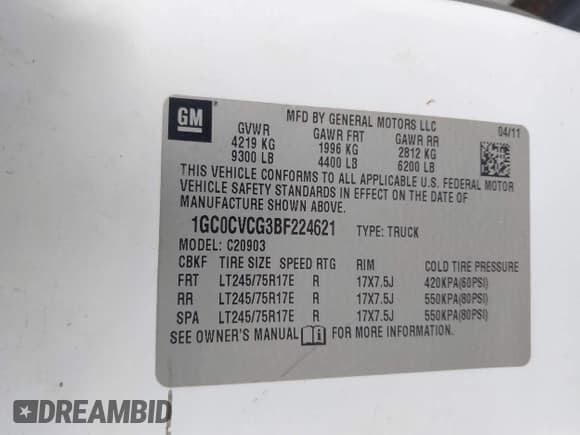 GM
MFD BY GENERAL MOTORS LLC
04/11
GVWR GAWR FRT GAWR RR
4219 KG 1996 KG 2812 KG
9300 LB 4400 LB 6200 LB
THIS VEHICLE CONFORMS TO ALL APPLICABLE U.S. FEDERAL MOTOR
VEHICLE SAFETY STANDARDS IN EFFECT ON THE DATE OF
MANUFACTURE SHOWN ABOVE.
1GC0CVCG3BF224621 TYPE: TRUCK
MODEL: C20903
CBKF TIRE SIZE SPEED RTG RIM COLD TIRE PRESSURE
FRT LT245/75R17E R 17X7.5J 420KPA(60PSI)
RR LT245/75R17E R 17X7.5J 550KPA(80PSI)
SPA LT245/75R17E R 17X7.5J 550KPA(80PSI)
SEE OWNER'S MANUAL FOR MORE INFORMATION.
DREAMBID